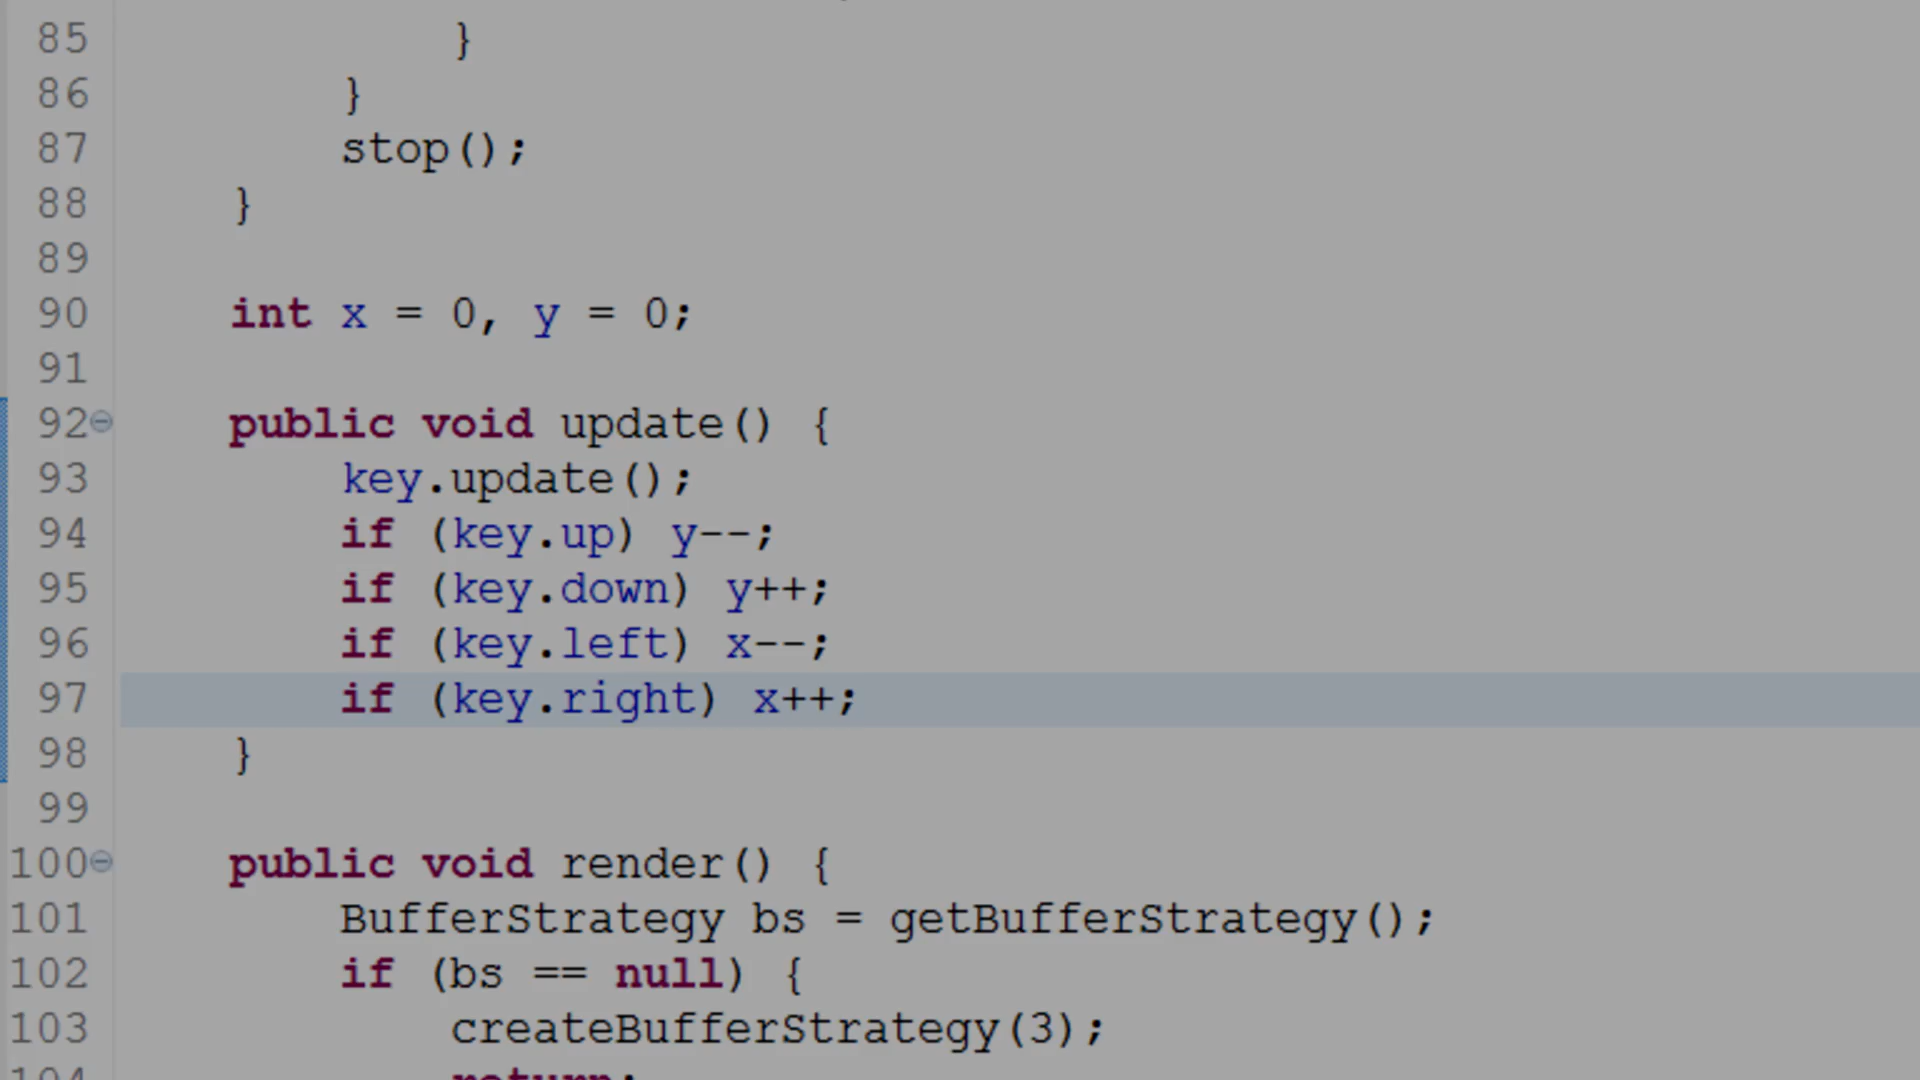 85 }
86 }
87 stop();
88 }
89
90 int x = 0, y = 0;
91
92 public void update() {
93 key.update();
94 if (key.up) y--;
95 if (key.down) y++;
96 if (key.left) x--;
97 if (key.right) x++;
98 }
99
100 public void render() {
101 BufferStrategy bs = getBufferStrategy();
102 if (bs == null) {
103 createBufferStrategy(3);
104 return;